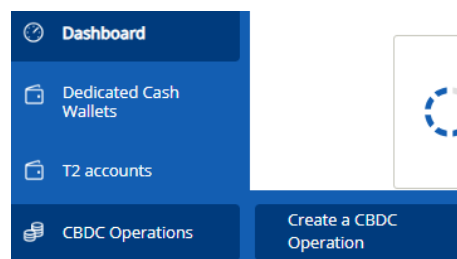 Dashboard
Dedicated Cash
Wallets
T2 accounts
CBDC Operations
Create a CBDC
Operation